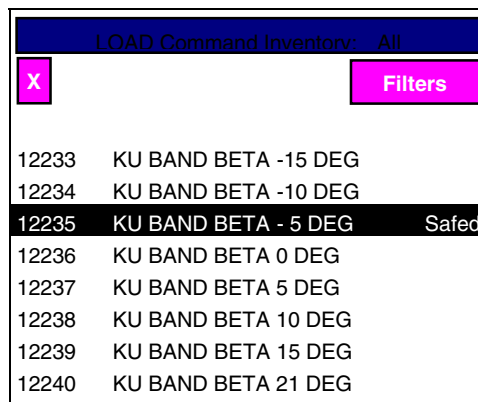 LOAD Command Inventory: All
X Filters
12233 KU BAND BETA -15 DEG
12234 KU BAND BETA -10 DEG
12235 KU BAND BETA - 5 DEG Safed
12236 KU BAND BETA 0 DEG
12237 KU BAND BETA 5 DEG
12238 KU BAND BETA 10 DEG
12239 KU BAND BETA 15 DEG
12240 KU BAND BETA 21 DEG